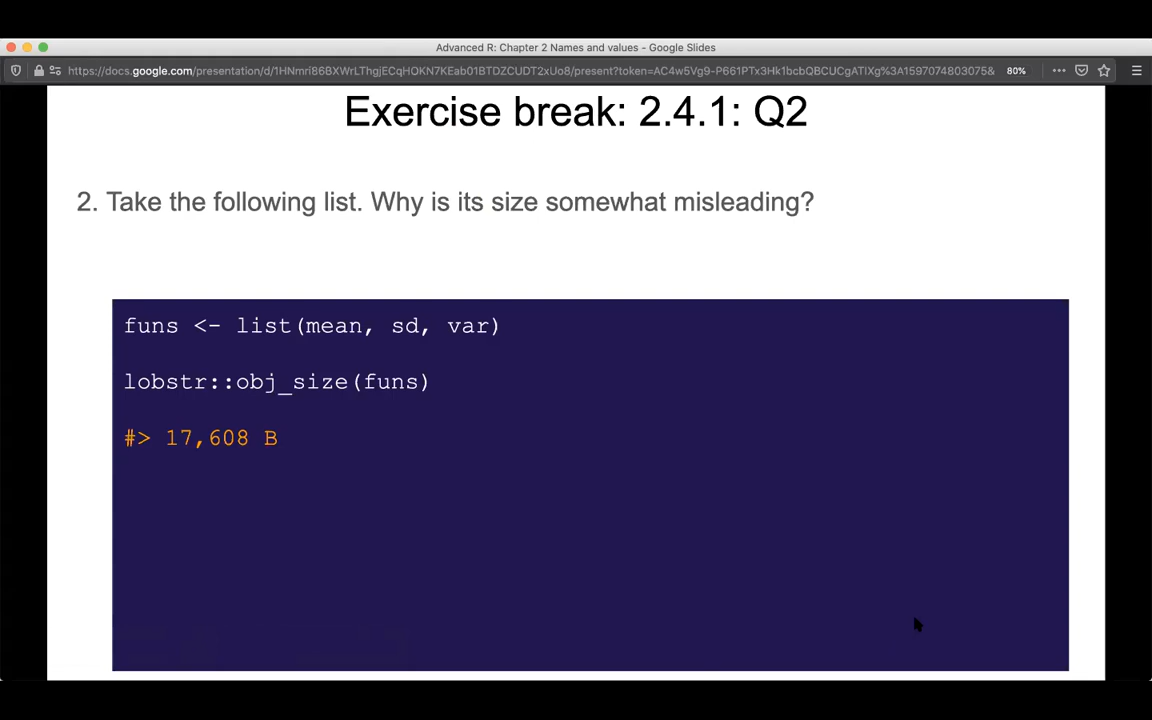 Advanced R: Chapter 2 Names and values - Google Slides
https://docs.google.com/presentation/d/1HNmri86BXWrLThgjECqHOKN7KEab01BTDZCUDT2xUo8/present?token=AC4w5Vg9-P661PTx3Hk1bcbQBCUCgATIXg%3A1597074803075&
80%
Exercise break: 2.4.1: Q2
2. Take the following list. Why is its size somewhat misleading?
funs <- list(mean, sd, var)
lobstr::obj_size(funs)
#> 17,608 B